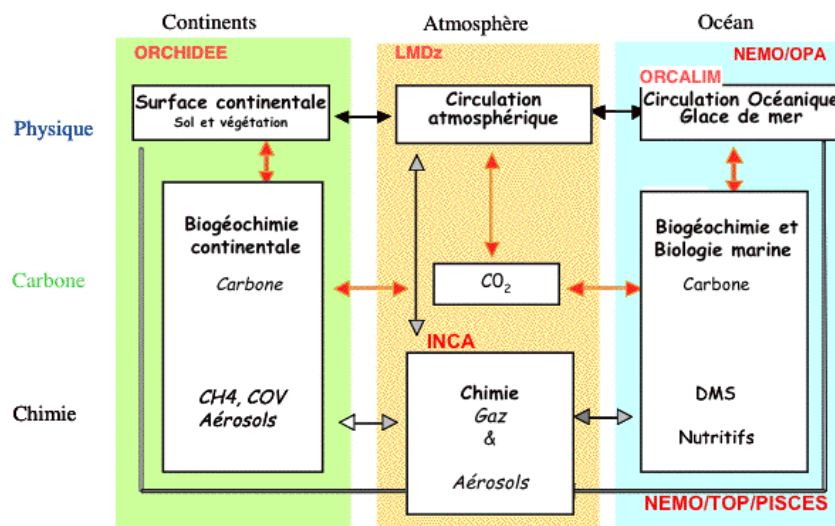 Continents
Atmosphère
Océan
ORCHIDEE
LMDz
NEMO/OPA
ORCALIM
Physique
Surface continentale
Sol et végétation
Circulation
atmosphérique
Circulation Océanique
Glace de mer
Biogéochimie
continentale
Biogéochimie et
Biologie marine
Carbone
Carbone
CO2
Carbone
INCA
Chimie
CH4, COV
Aérosols
Chimie
Gaz
&
Aérosols
DMS
Nutritifs
NEMO/TOP/PISCES